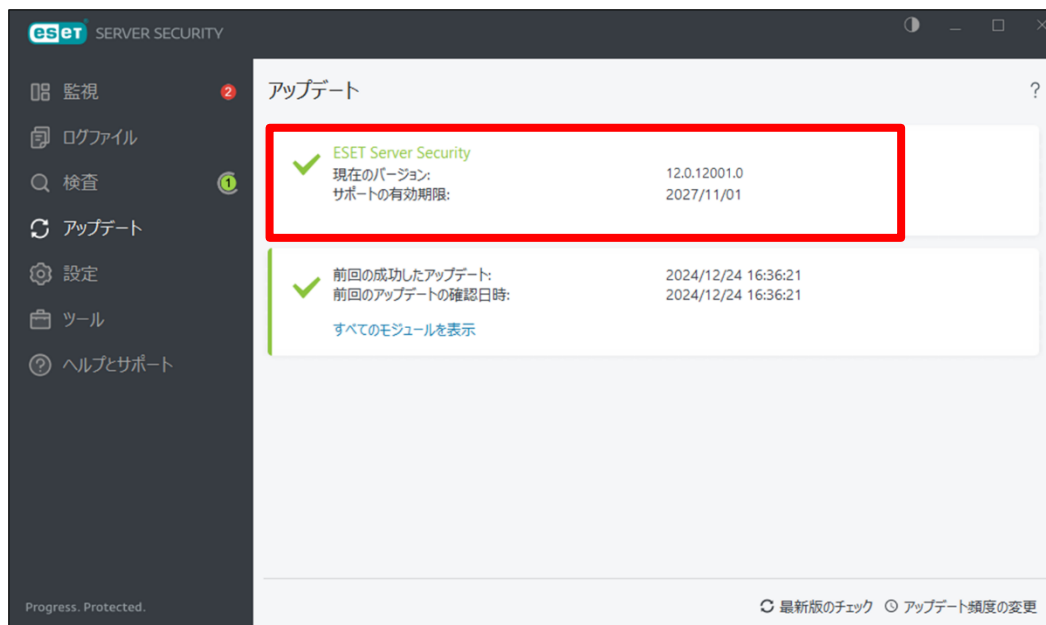 eset SERVER SECURITY
監視 2
ログファイル
検査 1
アップデート
設定
ツール
ヘルプとサポート
Progress. Protected.
アップデート ?
ESET Server Security
現在のバージョン: 12.0.12001.0
サポートの有効期限: 2027/11/01
前回の成功したアップデート: 2024/12/24 16:36:21
前回のアップデートの確認日時: 2024/12/24 16:36:21
すべてのモジュールを表示
最新版のチェック アップデート頻度の変更